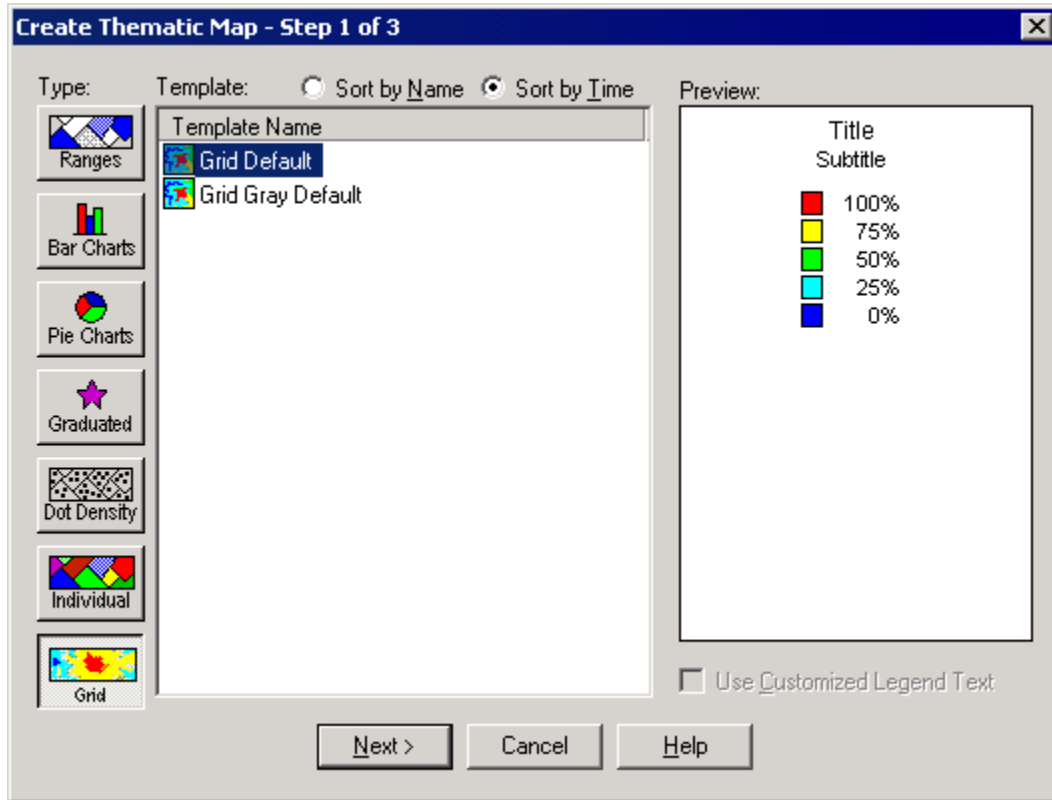 Create Thematic Map - Step 1 of 3
Type:
Template:
Sort by Name
Sort by Time
Preview:
Ranges
Bar Charts
Pie Charts
Graduated
Dot Density
Individual
Grid
Template Name
Grid Default
Grid Gray Default
Title
Subtitle
100%
75%
50%
25%
0%
Use Customized Legend Text
Next >
Cancel
Help